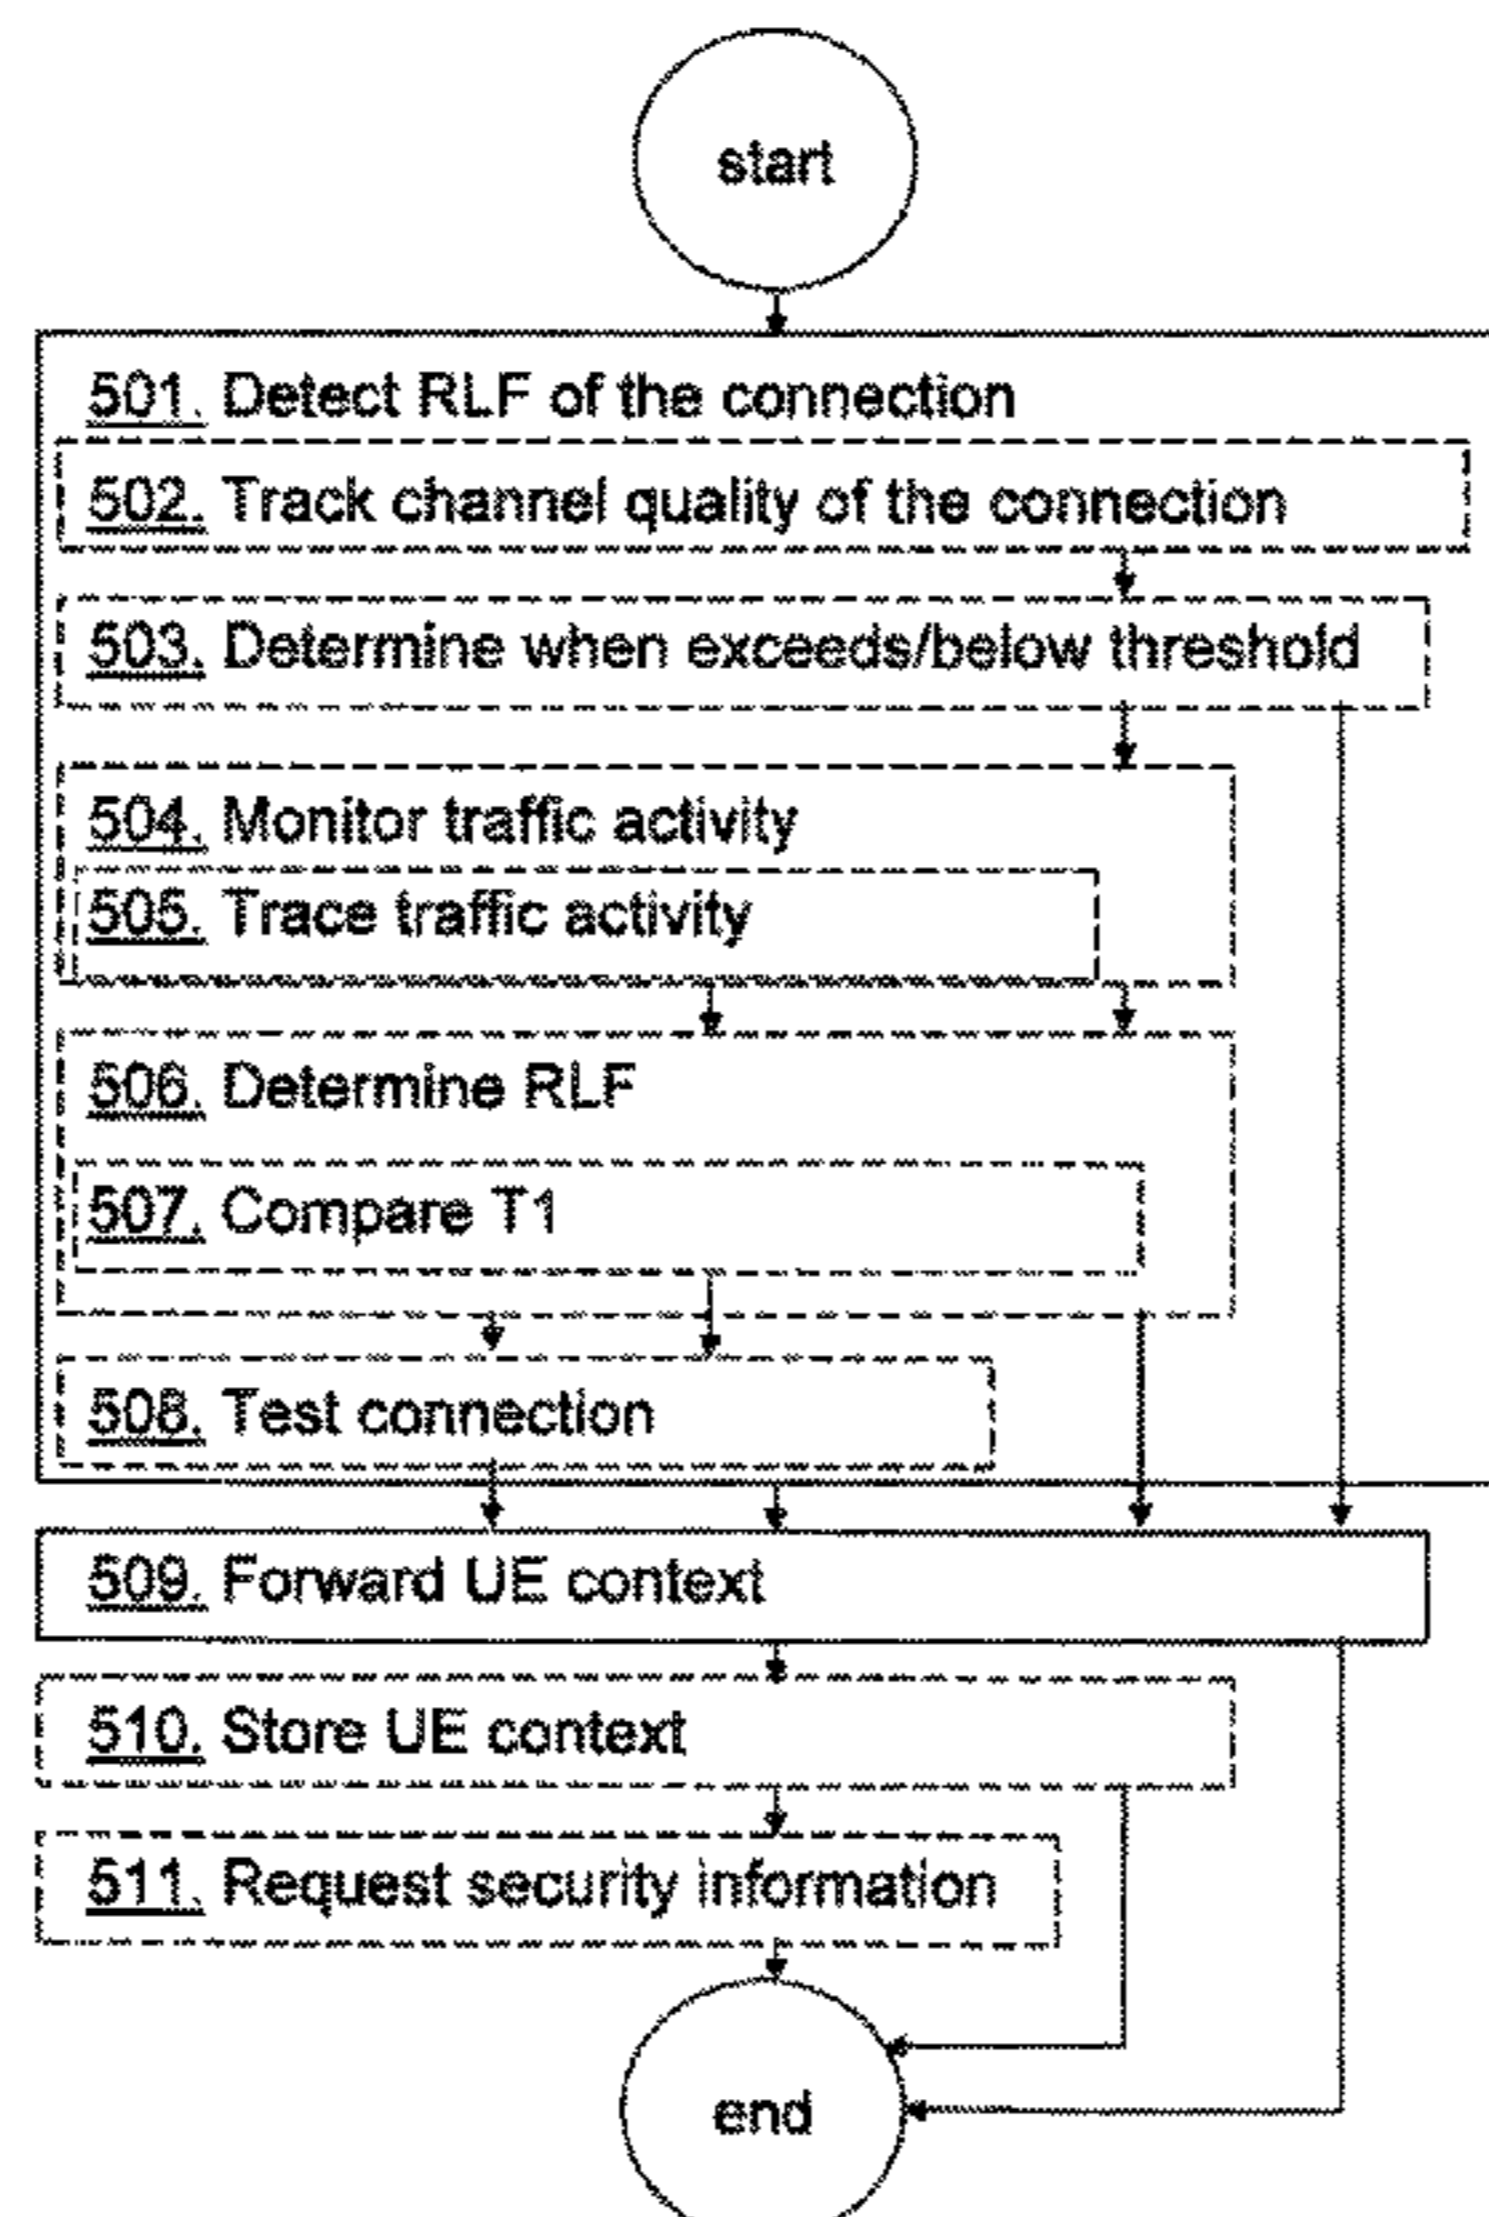 start
501. Detect RLF of the connection
502. Track channel quality of the connection
503. Determine when exceeds/below threshold
504. Monitor traffic activity
505. Trace traffic activity
506. Determine RLF
507. Compare T1
508. Test connection
509. Forward UE context
510. Store UE context
511. Request security information
end